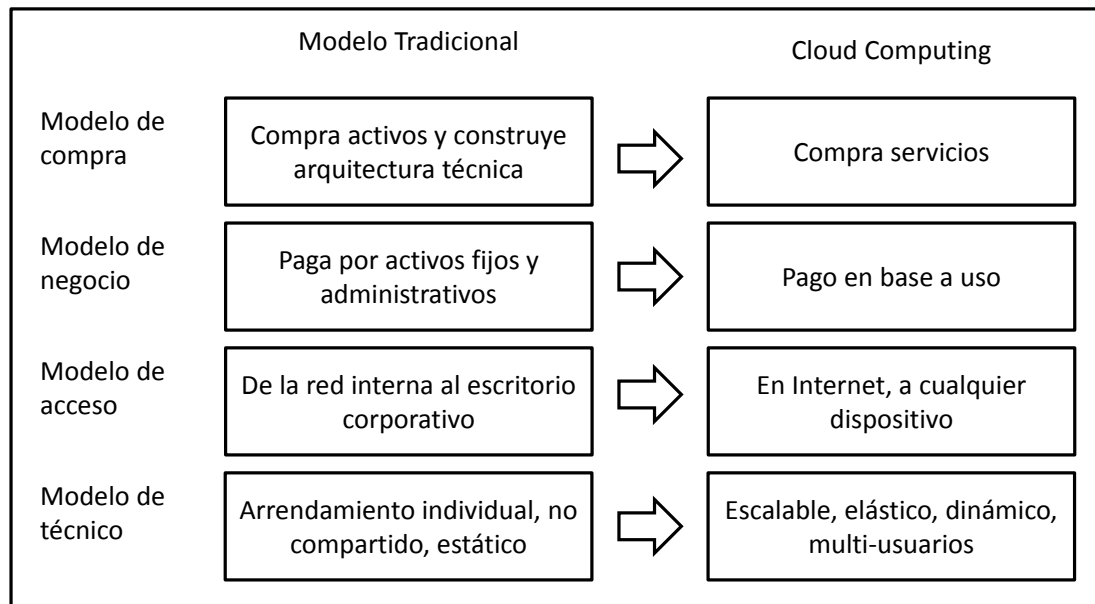 Modelo Tradicional
Cloud Computing
Modelo de
compra
Compra activos y construye
arquitectura técnica
Compra servicios
Modelo de
negocio
Paga por activos fijos y
administrativos
Pago en base a uso
Modelo de
acceso
De la red interna al escritorio
corporativo
En Internet, a cualquier
dispositivo
Modelo de
técnico
Arrendamiento individual, no
compartido, estático
Escalable, elástico, dinámico,
multi-usuarios